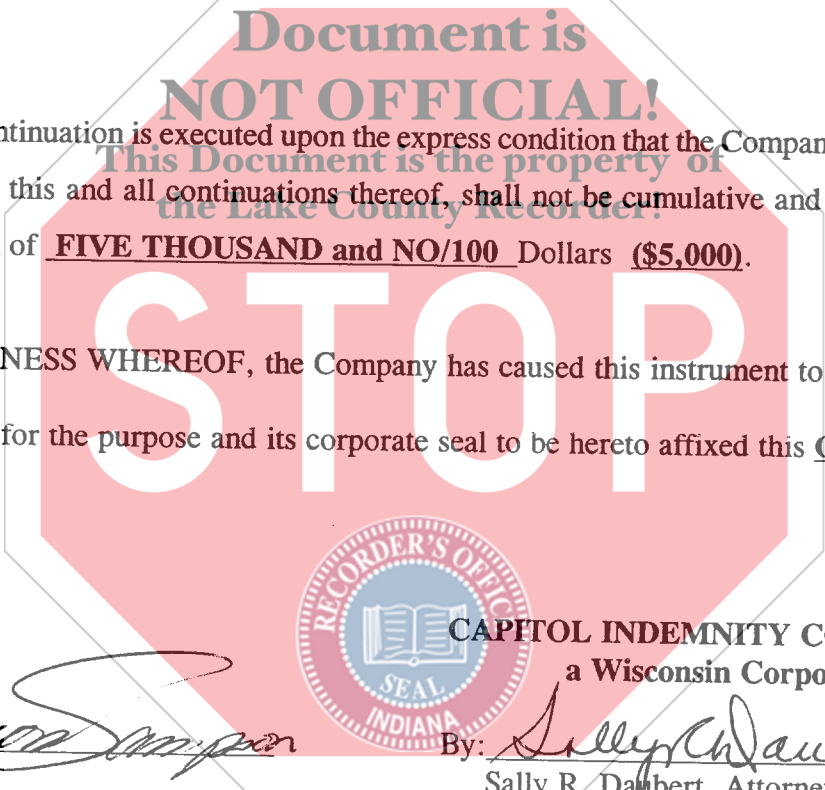 Document is
NOT OFFICIAL!
ntinuation is executed upon the express condition that the Compan
This Document is the property of
this and all continuations thereof, shall not be cumulative and
the Lake County Recorder!
of FIVE THOUSAND and NO/100 Dollars ($5,000).
STOP
NESS WHEREOF, the Company has caused this instrument to
for the purpose and its corporate seal to be hereto affixed this
RECORDER'S OFFICE
SEAL
INDIANA
CAPITOL INDEMNITY C
a Wisconsin Corpo
Sampson
By: Sally R Dau
Sally R. Daubert, Attorne